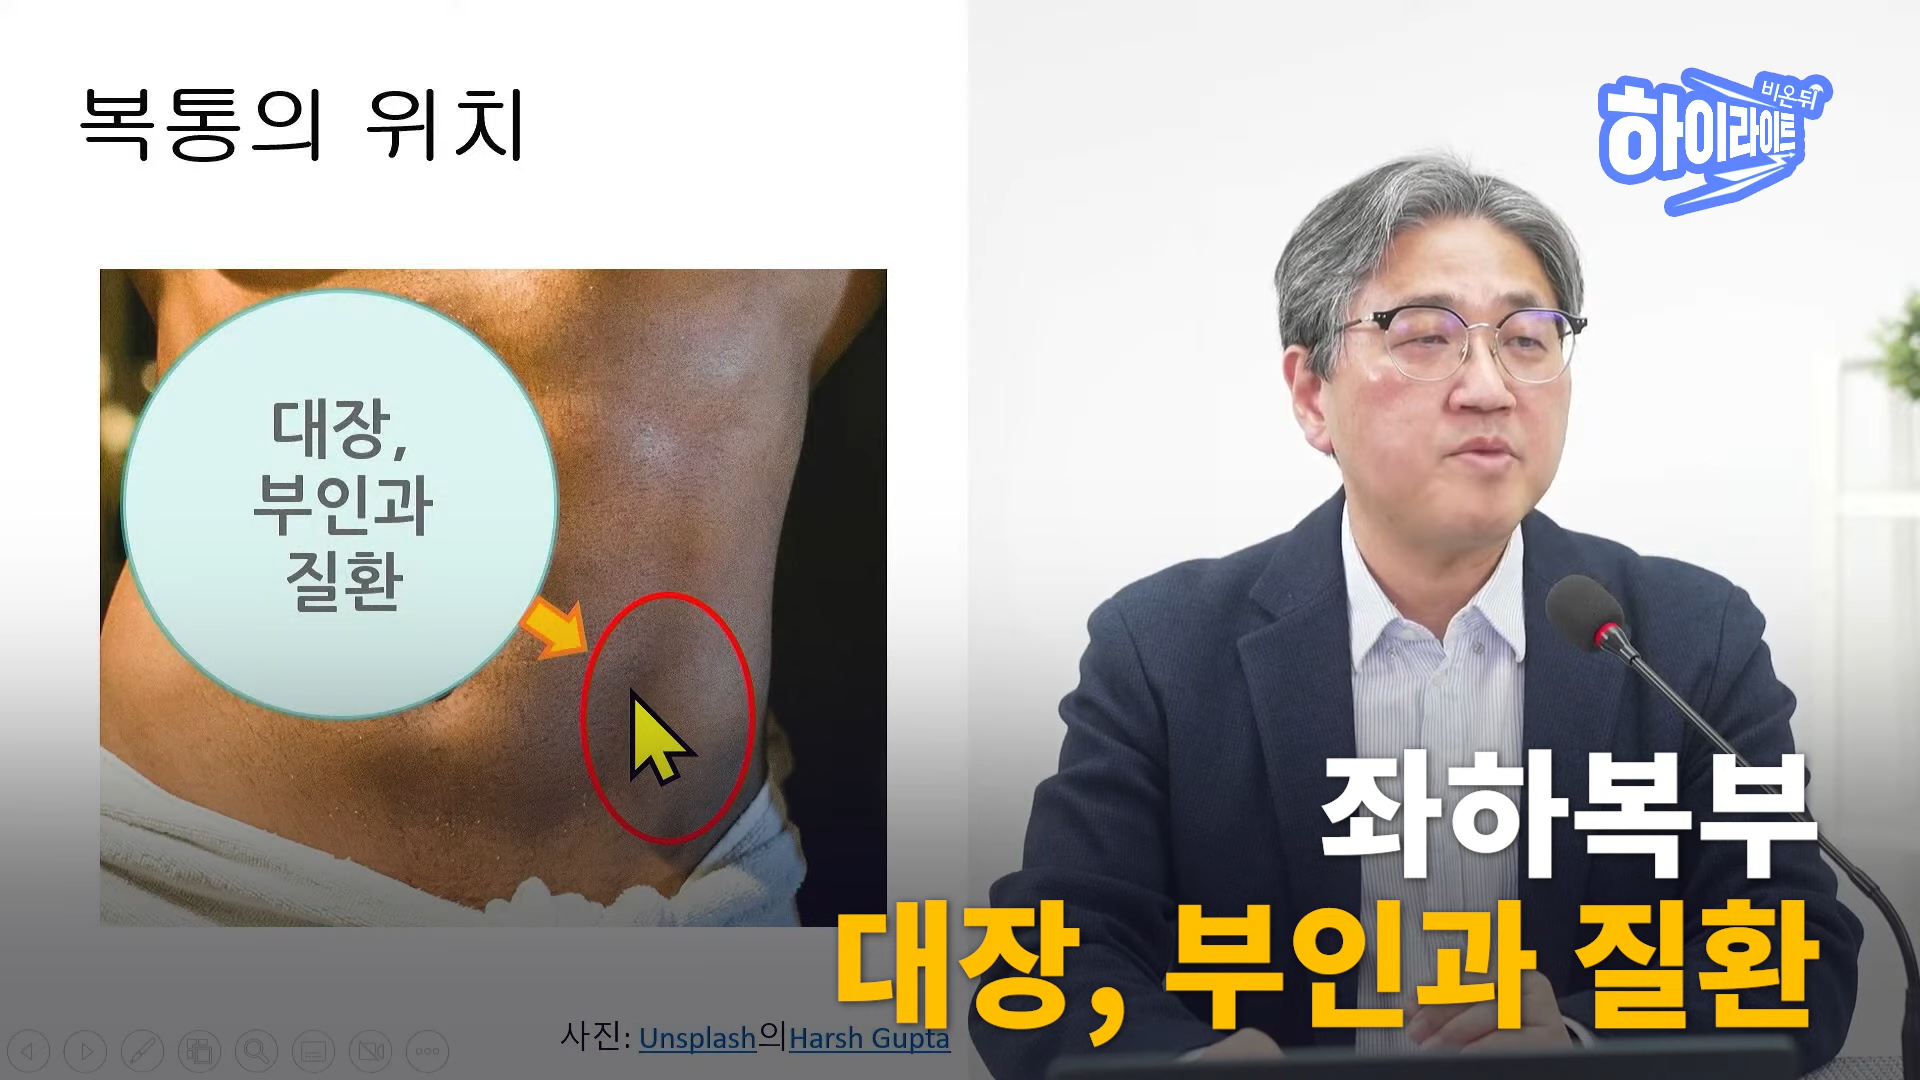 복통의 위치
비온뒤
하이라이트
대장,
부인과
질환
좌하복부
대장, 부인과 질환
사진: Unsplash의Harsh Gupta